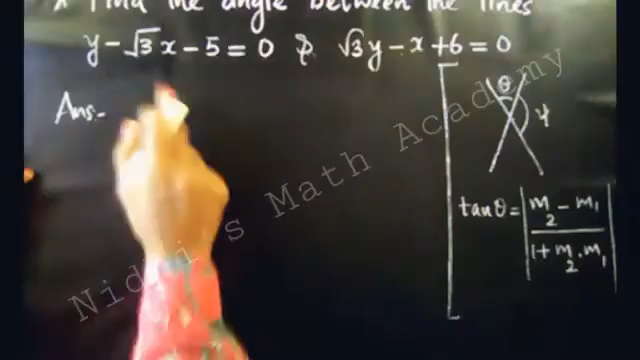 * Find the angle between the lines
y - √3 x - 5 = 0 & √3 y - x + 6 = 0
Ans:-
θ
ψ
tanθ = | m₂ - m₁ / 1 + m₂ . m₁ |
Nidhi's Math Academy